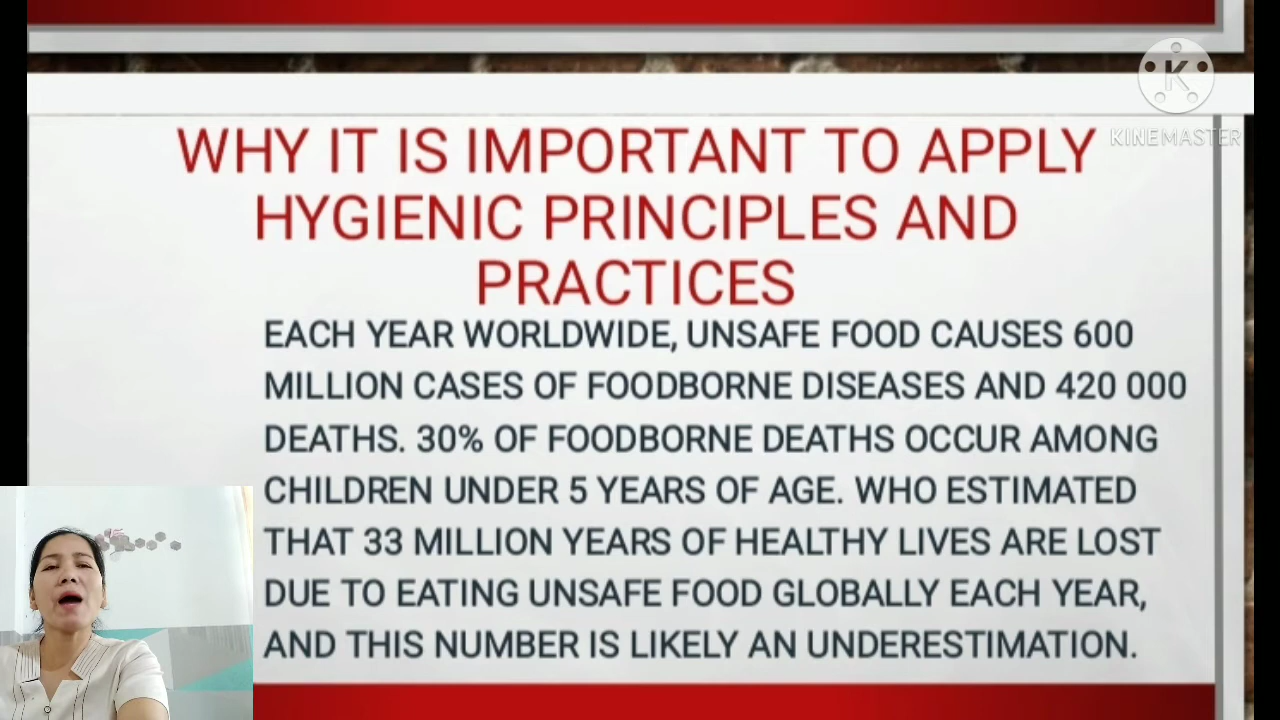 K
KINEMASTER
WHY IT IS IMPORTANT TO APPLY
HYGIENIC PRINCIPLES AND
PRACTICES
EACH YEAR WORLDWIDE, UNSAFE FOOD CAUSES 600
MILLION CASES OF FOODBORNE DISEASES AND 420 000
DEATHS. 30% OF FOODBORNE DEATHS OCCUR AMONG
CHILDREN UNDER 5 YEARS OF AGE. WHO ESTIMATED
THAT 33 MILLION YEARS OF HEALTHY LIVES ARE LOST
DUE TO EATING UNSAFE FOOD GLOBALLY EACH YEAR,
AND THIS NUMBER IS LIKELY AN UNDERESTIMATION.